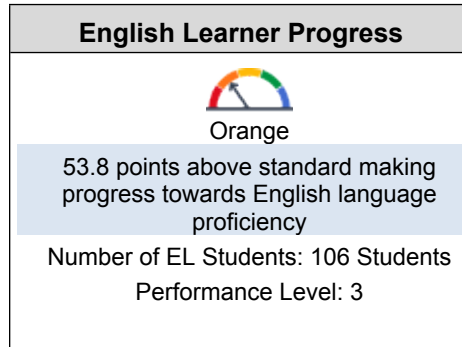 English Learner Progress
Orange
53.8 points above standard making
progress towards English language
proficiency
Number of EL Students: 106 Students
Performance Level: 3